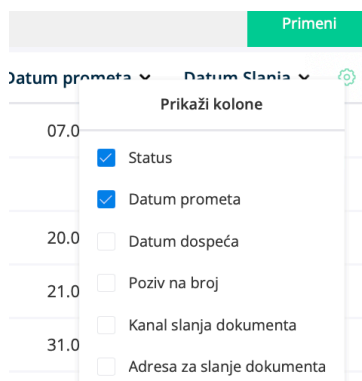 Primeni
Datum prometa
Datum Slanja
Prikaži kolone
07.0
Status
Datum prometa
20.0
Datum dospeća
21.0
Poziv na broj
31.0
Kanal slanja dokumenta
Adresa za slanje dokumenta